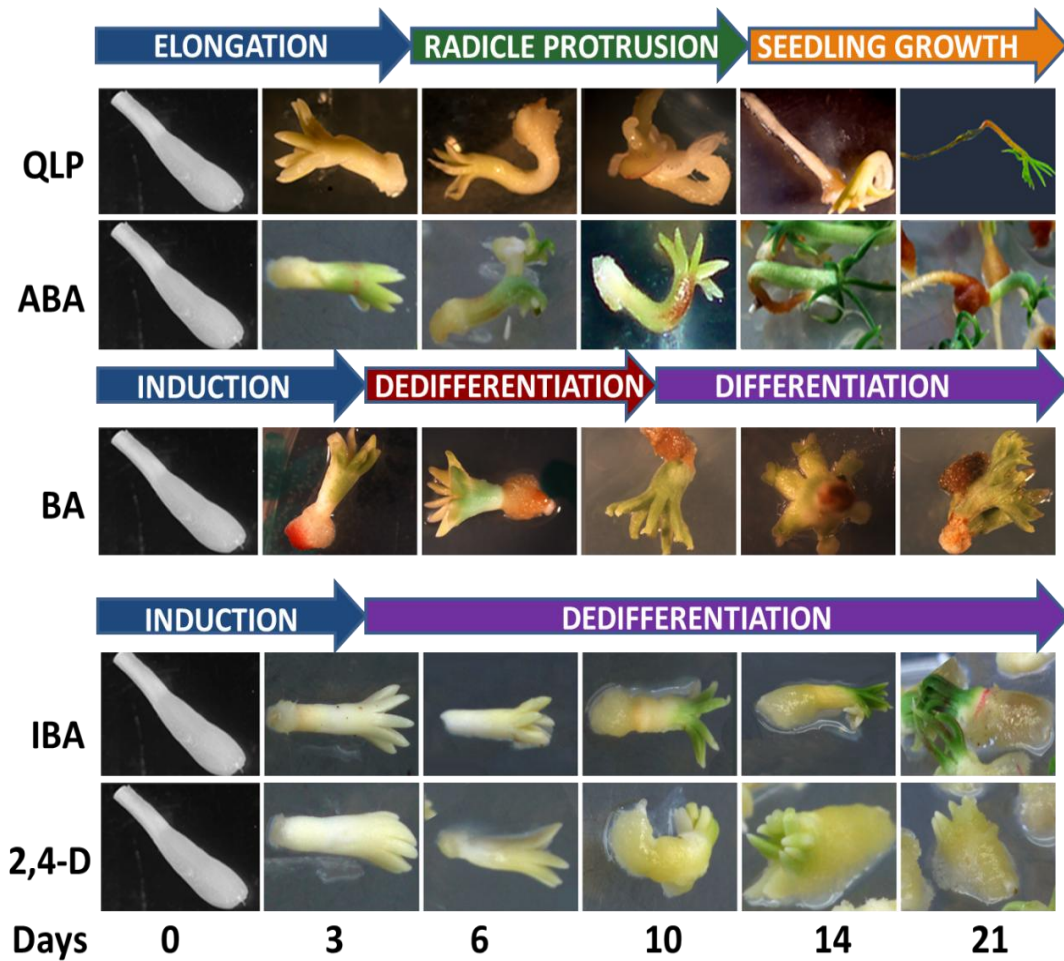 ELONGATION RADICLE PROTRUSION SEEDLING GROWTH
QLP
ABA
INDUCTION DEDIFFERENTIATION DIFFERENTIATION
BA
INDUCTION DEDIFFERENTIATION
IBA
2,4-D
Days 0 3 6 10 14 21